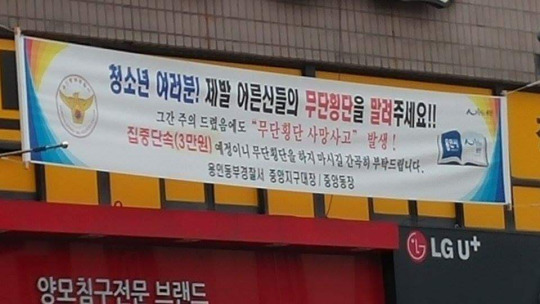 청소년 여러분! 제발 어른신들의 무단횡단을 말려주세요!!
그간 주의 드렸음에도 "무단횡단 사망사고" 발생!
집중단속(3만원) 예정이니 무단횡단을 하지 마시길 간곡히 부탁드립니다.
용인동부경찰서 중앙지구대장 / 중앙동장
LG U+
양모침구전문 브랜드